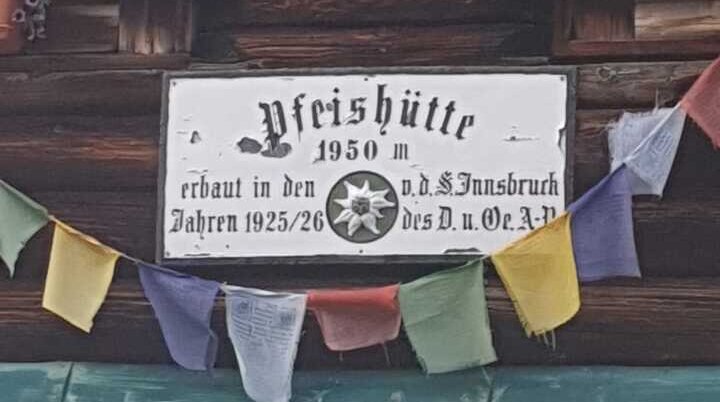 Pfeishütte
1950 m
erbaut in den v. d. S. Innsbruck
Jahren 1925/26 des D. u. Oe. A-V